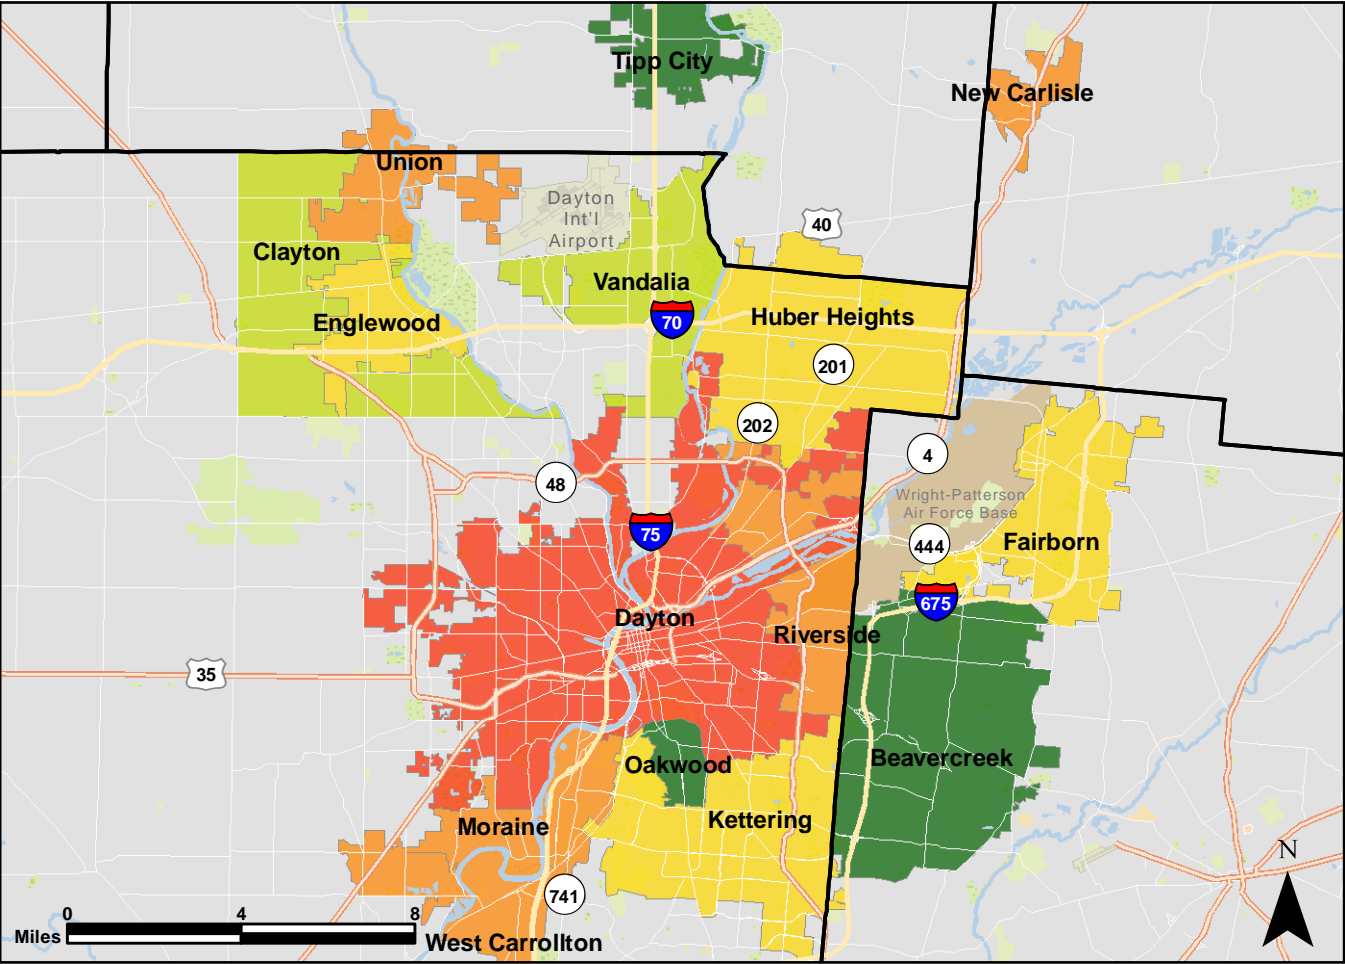 Tipp City
New Carlisle
Union
Dayton
Int'l
Airport
40
Clayton
Vandalia
Englewood
70
Huber Heights
201
202
4
48
Wright-Patterson
Air Force Base
75
444
Fairborn
675
Dayton
Riverside
35
Oakwood
Beavercreek
Moraine
Kettering
N
741
0 4 8
Miles
West Carrollton